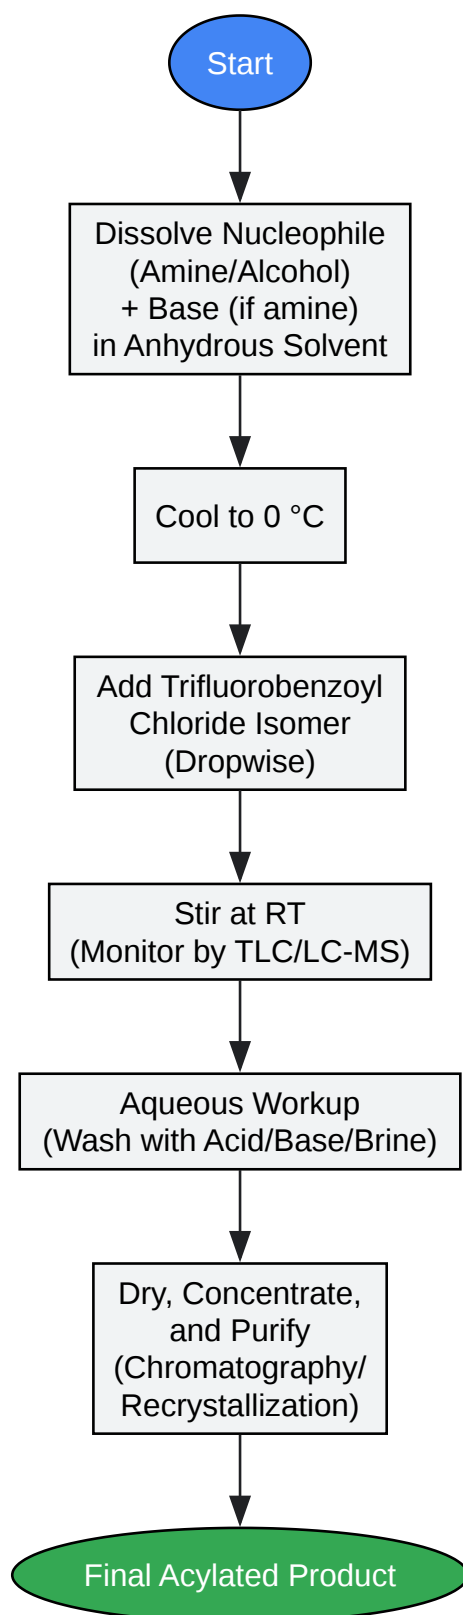 Start
Dissolve Nucleophile
(Amine/Alcohol)
+ Base (if amine)
in Anhydrous Solvent
Cool to 0 °C
Add Trifluorobenzoyl
Chloride Isomer
(Dropwise)
Stir at RT
(Monitor by TLC/LC-MS)
Aqueous Workup
(Wash with Acid/Base/Brine)
Dry, Concentrate,
and Purify
(Chromatography/
Recrystallization)
Final Acylated Product